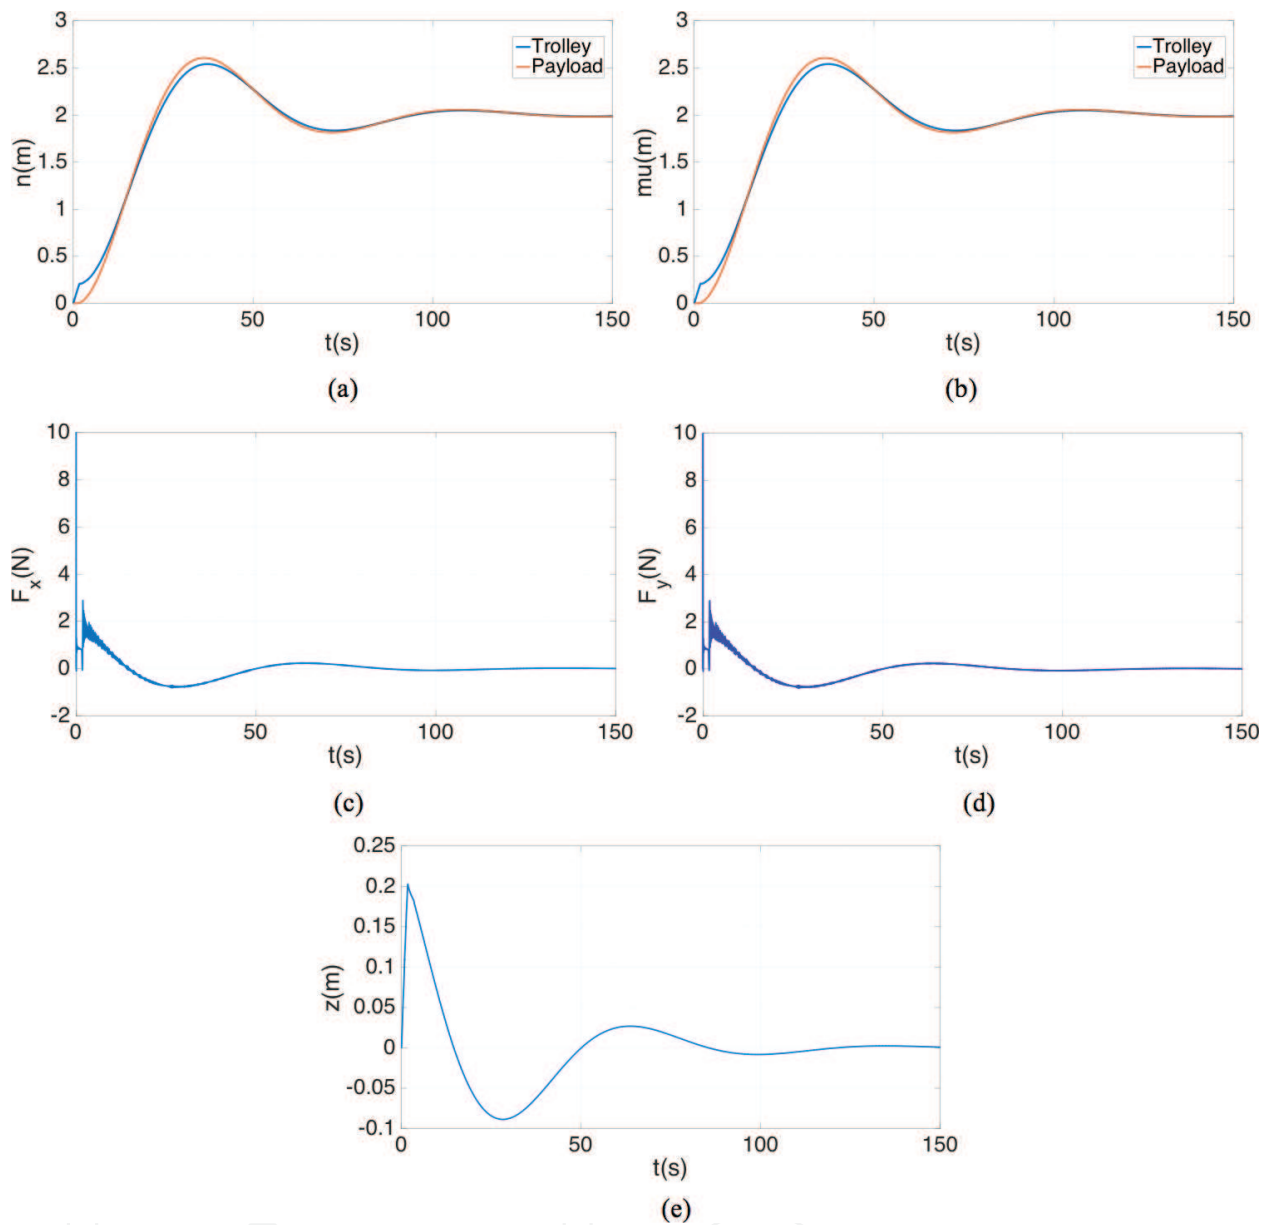 3
2.5
2
1.5
1
0.5
0
n(m)
Trolley
Payload
0
50
100
150
t(s)
(a)
3
2.5
2
1.5
1
0.5
0
mu(m)
Trolley
Payload
0
50
100
150
t(s)
(b)
10
8
6
4
2
0
-2
F_x(N)
0
50
100
150
t(s)
(c)
10
8
6
4
2
0
-2
F_y(N)
0
50
100
150
t(s)
(d)
0.25
0.2
0.15
0.1
0.05
0
-0.05
-0.1
z(m)
0
50
100
150
t(s)
(e)